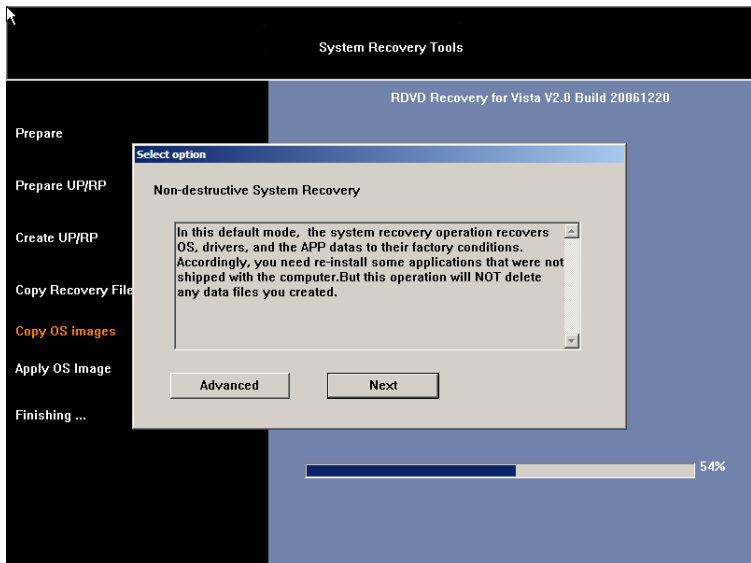 System Recovery Tools
RDVD Recovery for Vista V2.0 Build 20061220
Prepare
Prepare UP/RP
Create UP/RP
Copy Recovery File
Copy OS images
Apply OS Image
Finishing ...
Select option
Non-destructive System Recovery
In this default mode, the system recovery operation recovers
OS, drivers, and the APP datas to their factory conditions.
Accordingly, you need re-install some applications that were not
shipped with the computer.But this operation will NOT delete
any data files you created.
Advanced
Next
54%